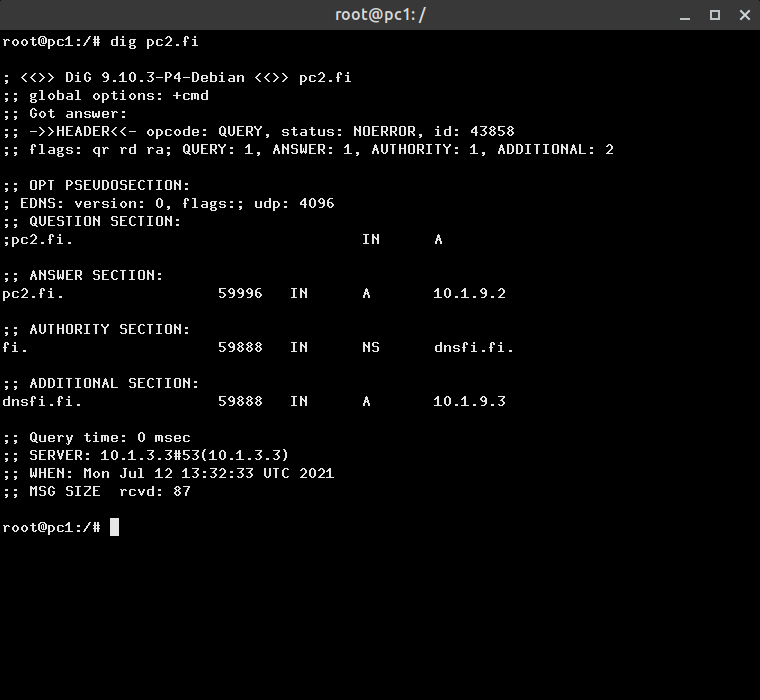 root@pc1: /
root@pc1:/# dig pc2.fi
; <<>> DiG 9.10.3-P4-Debian <<>> pc2.fi
;; global options: +cmd
;; Got answer:
;; ->>HEADER<<- opcode: QUERY, status: NOERROR, id: 43858
;; flags: qr rd ra; QUERY: 1, ANSWER: 1, AUTHORITY: 1, ADDITIONAL: 2
;; OPT PSEUDOSECTION:
; EDNS: version: 0, flags:; udp: 4096
;; QUESTION SECTION:
;pc2.fi. IN A
;; ANSWER SECTION:
pc2.fi. 59996 IN A 10.1.9.2
;; AUTHORITY SECTION:
fi. 59888 IN NS dnsfi.fi.
;; ADDITIONAL SECTION:
dnsfi.fi. 59888 IN A 10.1.9.3
;; Query time: 0 msec
;; SERVER: 10.1.3.3#53(10.1.3.3)
;; WHEN: Mon Jul 12 13:32:33 UTC 2021
;; MSG SIZE rcvd: 87
root@pc1:/#